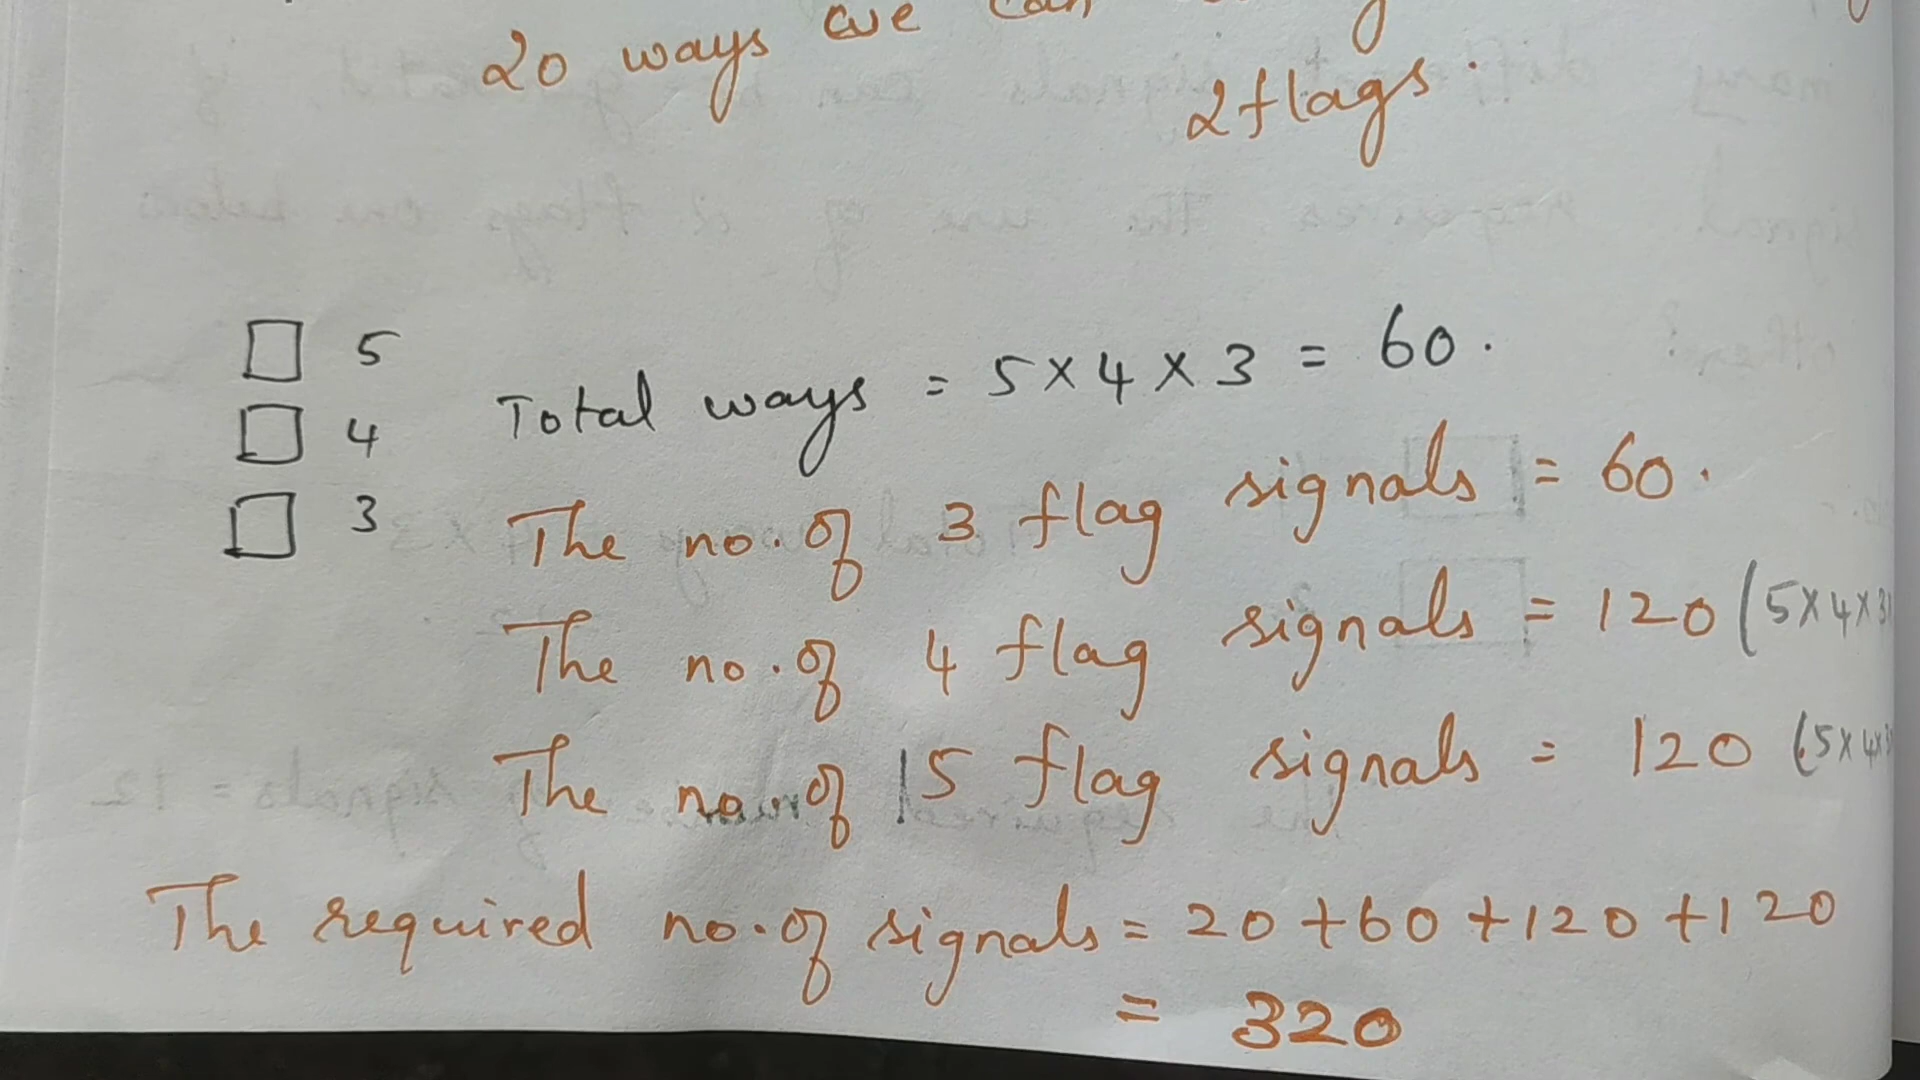 20 ways we can
2 flags.
5
4
3
Total ways = 5 × 4 × 3 = 60.
The no. of 3 flag signals = 60.
The no. of 4 flag signals = 120 (5×4×3
The no. of 5 flag signals = 120 (5×4×3
The required no. of signals = 20 + 60 + 120 + 120
= 320